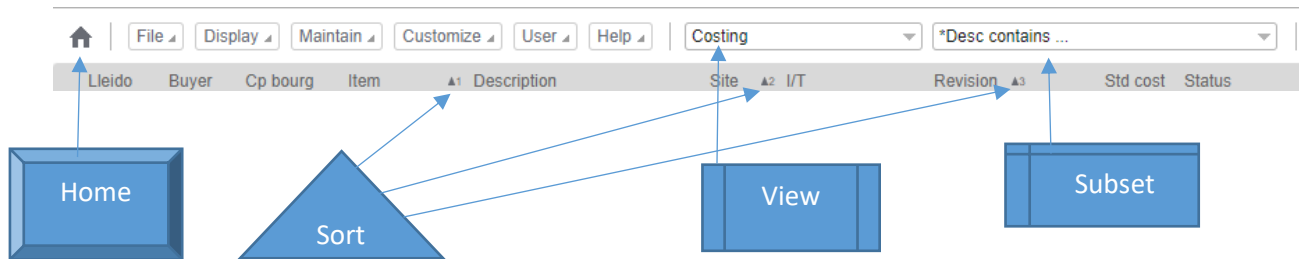 File Display Maintain Customize User Help Costing *Desc contains ...
Lleido Buyer Cp bourg Item ▲1 Description Site ▲2 I/T Revision ▲3 Std cost Status
Home
Sort
View
Subset